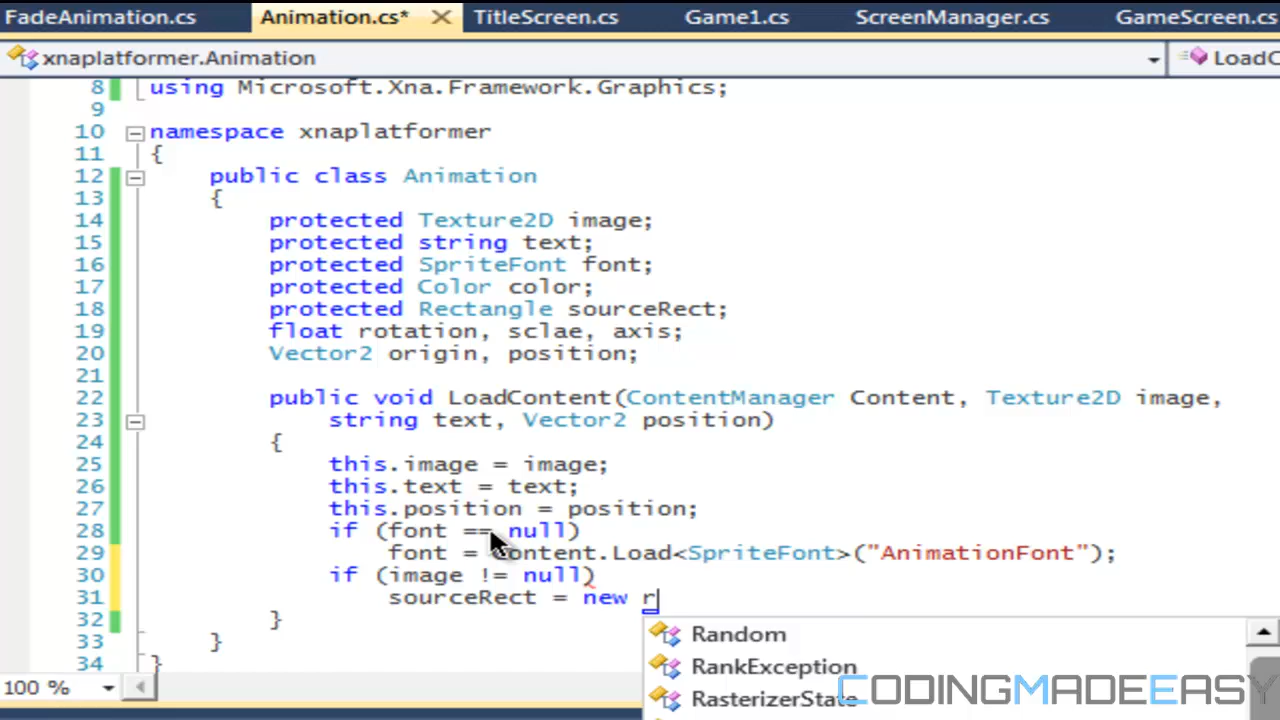 FadeAnimation.cs Animation.cs* TitleScreen.cs Game1.cs ScreenManager.cs GameScreen.cs
xnaplatformer.Animation LoadC
8 using Microsoft.Xna.Framework.Graphics;
9
10 namespace xnaplatformer
11 {
12 public class Animation
13 {
14 protected Texture2D image;
15 protected string text;
16 protected SpriteFont font;
17 protected Color color;
18 protected Rectangle sourceRect;
19 float rotation, sclae, axis;
20 Vector2 origin, position;
21
22 public void LoadContent(ContentManager Content, Texture2D image,
23 string text, Vector2 position)
24 {
25 this.image = image;
26 this.text = text;
27 this.position = position;
28 if (font == null)
29 font = content.Load<SpriteFont>("AnimationFont");
30 if (image != null)
31 sourceRect = new r
32 }
33 }
34 }
Random
RankException
RasterizerState
100 %
CODINGMADEEASY